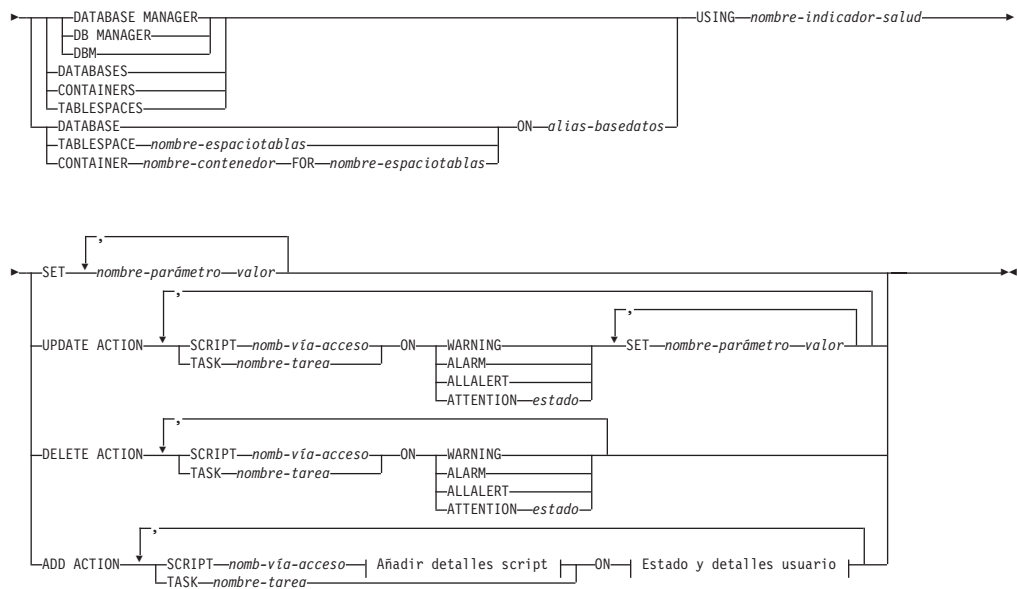 DATABASE MANAGER USING nombre-indicador-salud
DB MANAGER
DBM
DATABASES
CONTAINERS
TABLESPACES
DATABASE ON alias-basedatos
TABLESPACE nombre-espaciotablas
CONTAINER nombre-contenedor FOR nombre-espaciotablas
,
SET nombre-parámetro valor
,
,
UPDATE ACTION SCRIPT nomb-vía-acceso ON WARNING SET nombre-parámetro valor
TASK nombre-tarea ALARM
ALLALERT
ATTENTION estado
,
DELETE ACTION SCRIPT nomb-vía-acceso ON WARNING
TASK nombre-tarea ALARM
ALLALERT
ATTENTION estado
,
ADD ACTION SCRIPT nomb-vía-acceso Añadir detalles script ON Estado y detalles usuario
TASK nombre-tarea